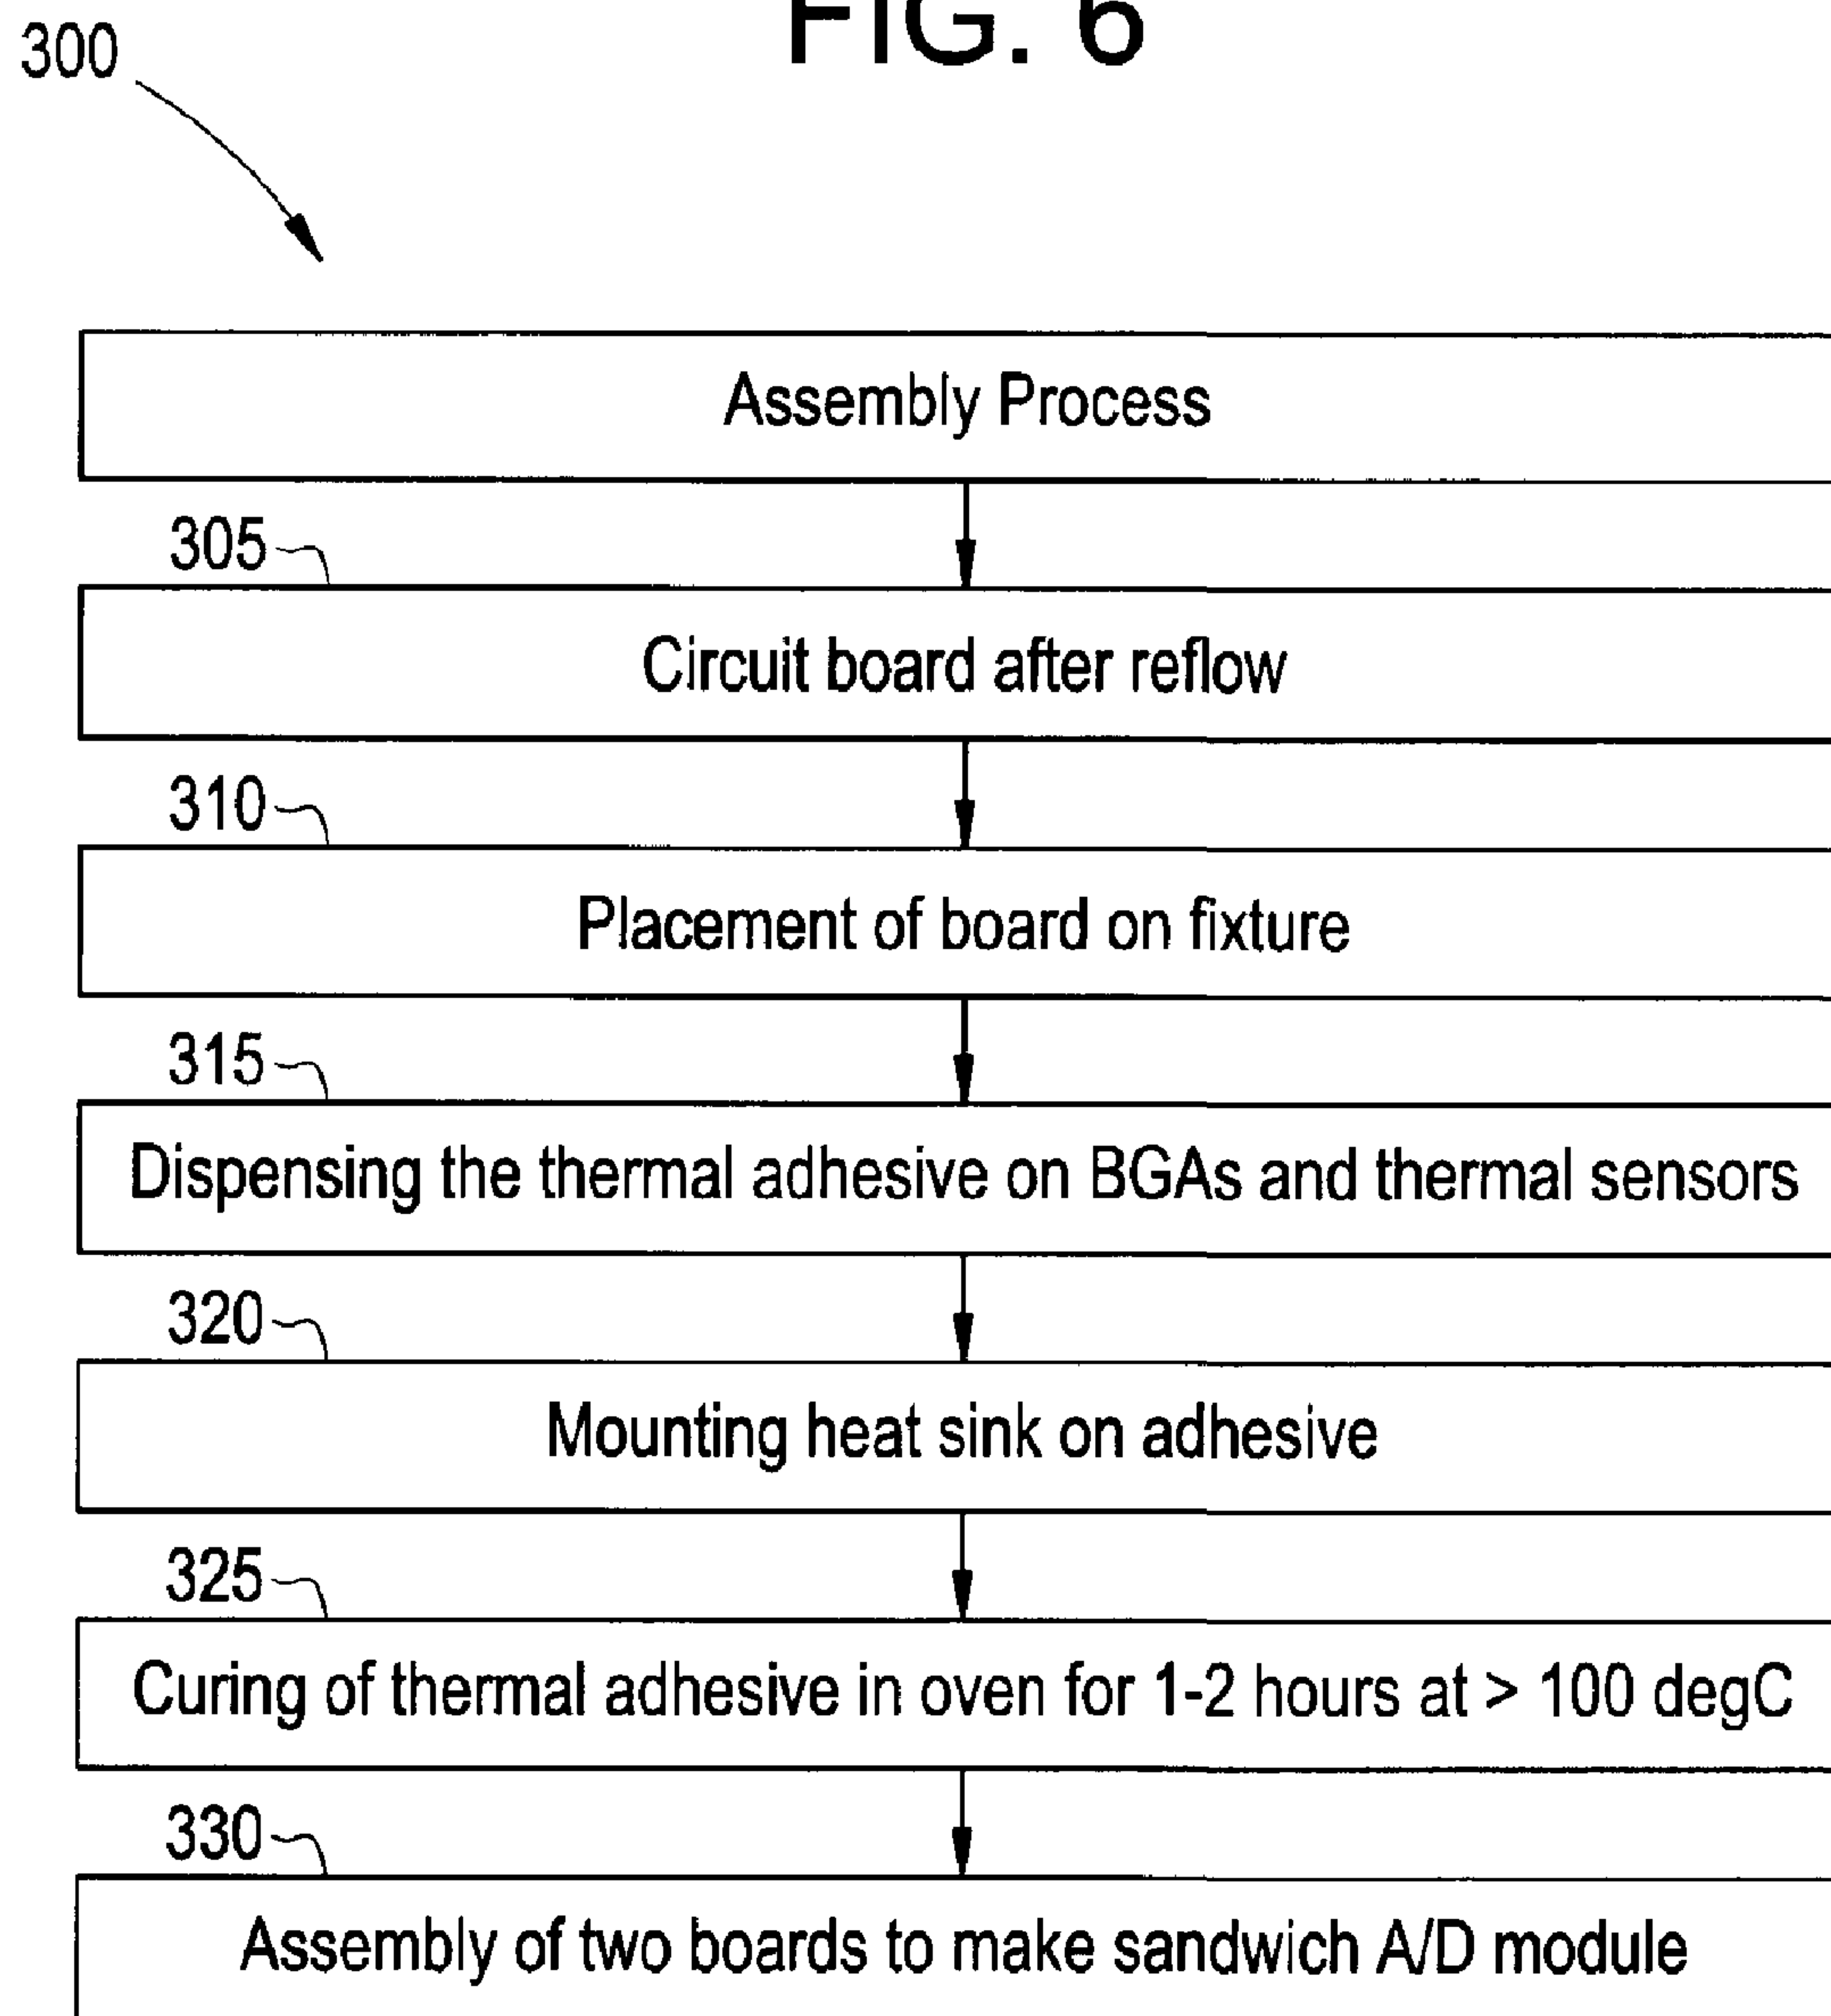 FIG. 6
300
Assembly Process
305
Circuit board after reflow
310
Placement of board on fixture
315
Dispensing the thermal adhesive on BGAs and thermal sensors
320
Mounting heat sink on adhesive
325
Curing of thermal adhesive in oven for 1-2 hours at > 100 degC
330
Assembly of two boards to make sandwich A/D module